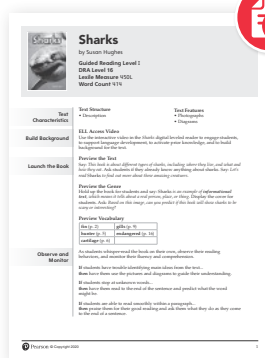 Sharks
Sharks
by Susan Hughes
Guided Reading Level I
DRA Level 16
Lexile Measure 450L
Word Count 414
Text Characteristics
Text Structure
• Description
Text Features
• Photographs
• Diagrams
Build Background
ELL Access Video
Use the interactive video in the Sharks digital leveled reader to engage students,
to support language development, to activate prior knowledge, and to build
background for the text.
Launch the Book
Preview the Text
Say: This book is about different types of sharks, including where they live, and what and
how they eat. Ask students if they already know anything about sharks. Say: Let's
read Sharks to find out more about these amazing creatures.
Preview the Genre
Hold up the book for students and say: Sharks is an example of informational
text, which means it tells about a real person, place, or thing. Display the cover for
students. Ask: Based on this image, can you predict if this book will show sharks to be
scary or interesting?
Preview Vocabulary
fin (p. 2)
gills (p. 9)
hunter (p. 5)
endangered (p. 16)
cartilage (p. 6)
Observe and Monitor
As students whisper-read the book on their own, observe their reading
behaviors, and monitor their fluency and comprehension.
If students have trouble identifying main ideas from the text…
then have them use the pictures and diagrams to guide their understanding.
If students stop at unknown words…
then have them read to the end of the sentence and predict what the word
might be.
If students are able to read smoothly within a paragraph…
then praise them for their good reading and ask them what they do as they come
to the end of a sentence.
Pearson © Copyright 2020.